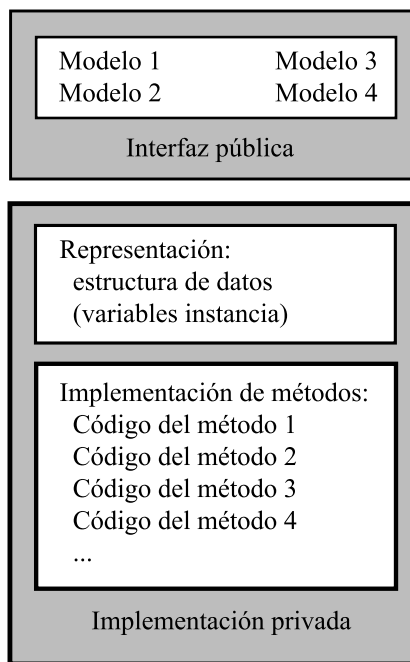 Modelo 1 Modelo 3
Modelo 2 Modelo 4
Interfaz pública
Representación:
estructura de datos
(variables instancia)
Implementación de métodos:
Código del método 1
Código del método 2
Código del método 3
Código del método 4
...
Implementación privada